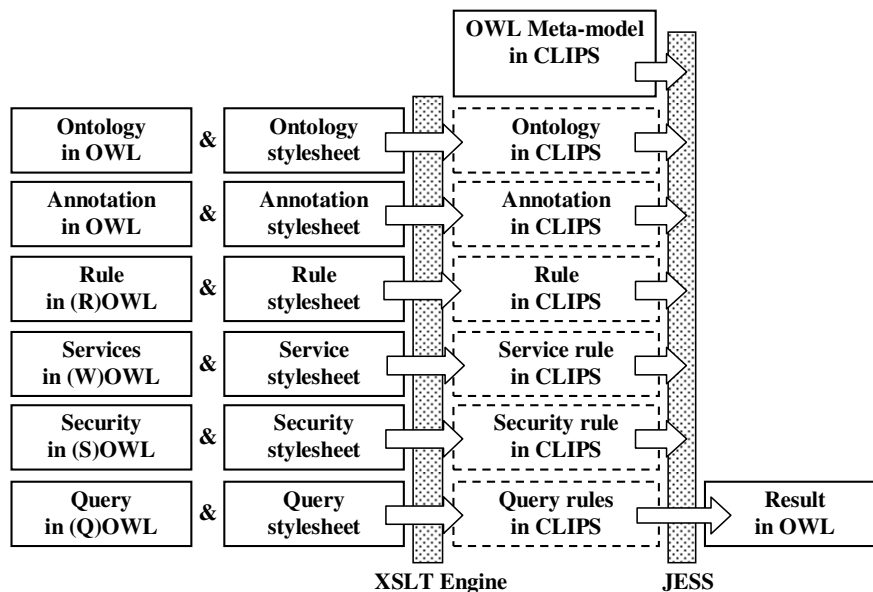 OWL Meta-model
in CLIPS
Ontology
in OWL
&
Ontology
stylesheet
Ontology
in CLIPS
Annotation
in OWL
&
Annotation
stylesheet
Annotation
in CLIPS
Rule
in (R)OWL
&
Rule
stylesheet
Rule
in CLIPS
Services
in (W)OWL
&
Service
stylesheet
Service rule
in CLIPS
Security
in (S)OWL
&
Security
stylesheet
Security rule
in CLIPS
Query
in (Q)OWL
&
Query
stylesheet
Query rules
in CLIPS
Result
in OWL
XSLT Engine
JESS